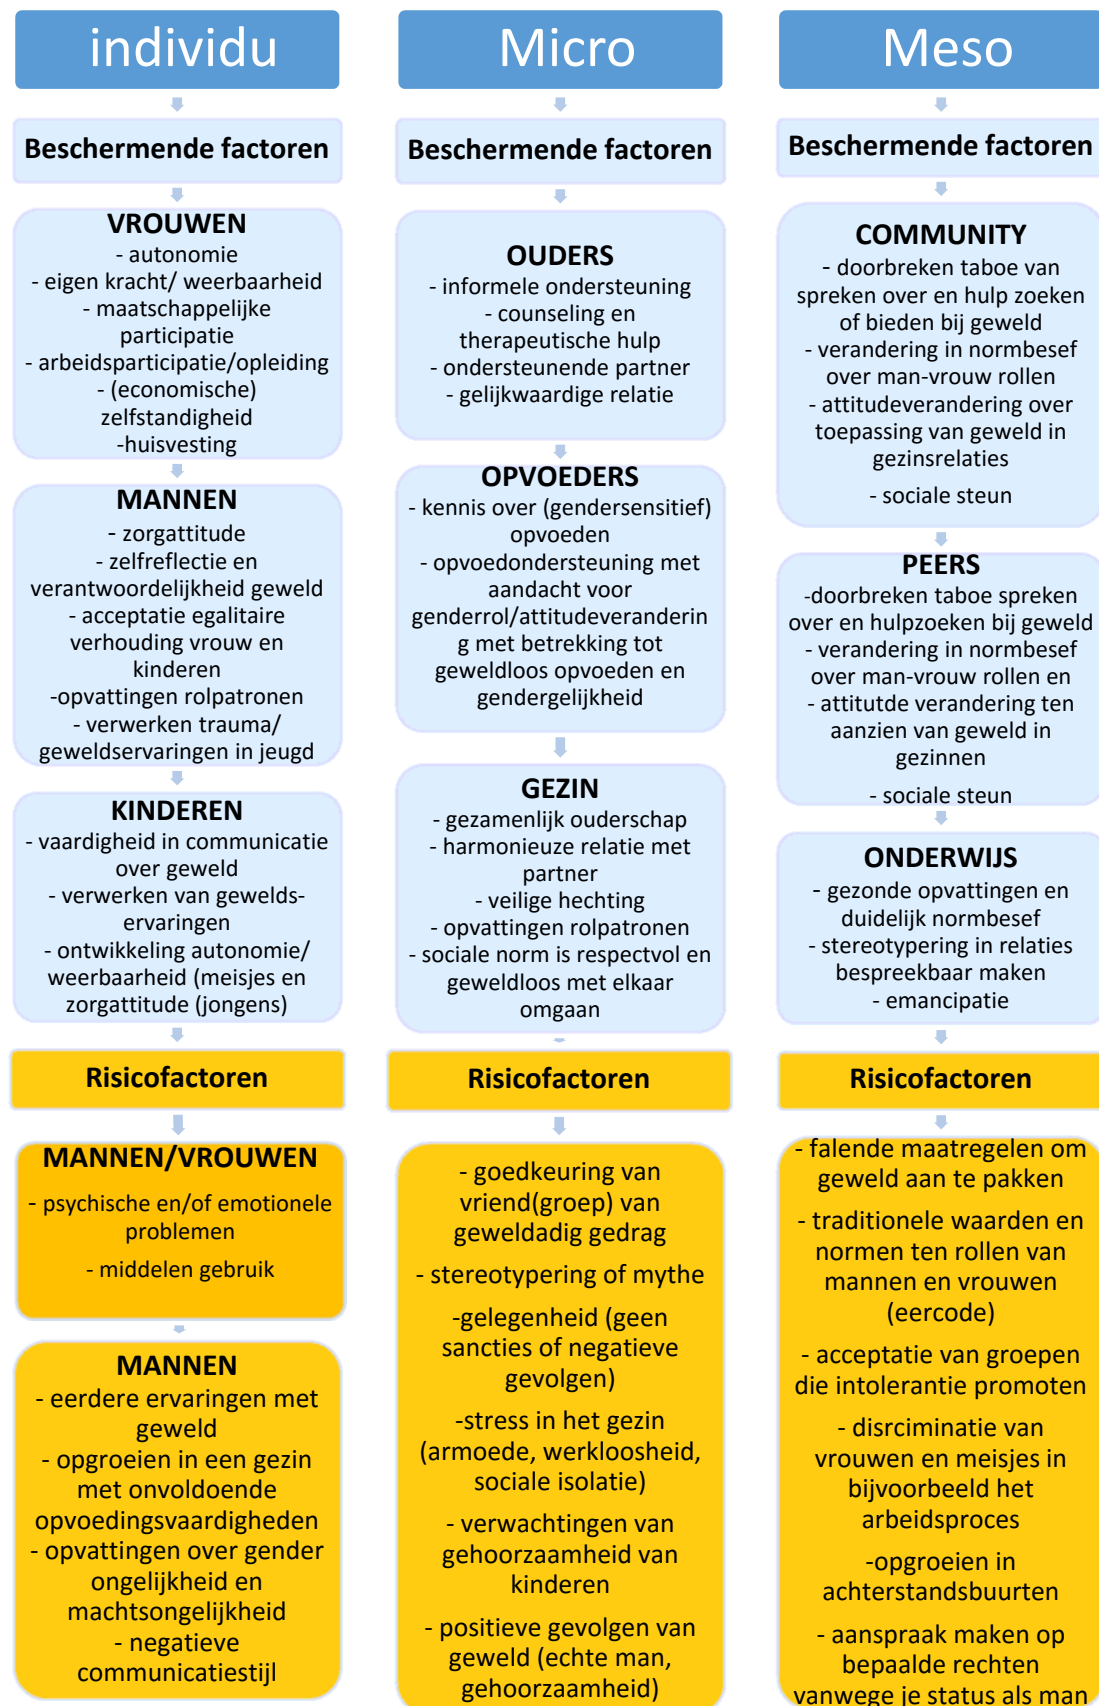 individu
Beschermende factoren
VROUWEN
- autonomie
- eigen kracht/ weerbaarheid
- maatschappelijke
participatie
- arbeidsparticipatie/opleiding
- (economische)
zelfstandigheid
-huisvesting
MANNEN
- zorgattitude
- zelfreflectie en
verantwoordelijkheid geweld
- acceptatie egalitaire
verhouding vrouw en
kinderen
-opvattingen rolpatronen
- verwerken trauma/
geweldservaringen in jeugd
KINDEREN
- vaardigheid in communicatie
over geweld
- verwerken van gewelds-
ervaringen
- ontwikkeling autonomie/
weerbaarheid (meisjes en
zorgattitude (jongens)
Risicofactoren
MANNEN/VROUWEN
- psychische en/of emotionele
problemen
- middelen gebruik
MANNEN
- eerdere ervaringen met
geweld
- opgroeien in een gezin
met onvoldoende
opvoedingsvaardigheden
- opvattingen over gender
ongelijkheid en
machtsongelijkheid
- negatieve
communicatiestijl
Micro
Beschermende factoren
OUDERS
- informele ondersteuning
- counseling en
therapeutische hulp
- ondersteunende partner
- gelijkwaardige relatie
OPVOEDERS
- kennis over (gendersensitief)
opvoeden
- opvoedondersteuning met
aandacht voor
genderrol/attitudeveranderin
g met betrekking tot
geweldloos opvoeden en
gendergelijkheid
GEZIN
- gezamenlijk ouderschap
- harmonieuze relatie met
partner
- veilige hechting
- opvattingen rolpatronen
- sociale norm is respectvol en
geweldloos met elkaar
omgaan
Risicofactoren
- goedkeuring van
vriend(groep) van
geweldadig gedrag
- stereotypering of mythe
-gelegenheid (geen
sancties of negatieve
gevolgen)
-stress in het gezin
(armoede, werkloosheid,
sociale isolatie)
- verwachtingen van
gehoorzaamheid van
kinderen
- positieve gevolgen van
geweld (echte man,
gehoorzaamheid)
Meso
Beschermende factoren
COMMUNITY
- doorbreken taboe van
spreken over en hulp zoeken
of bieden bij geweld
- verandering in normbesef
over man-vrouw rollen
- attitudeverandering over
toepassing van geweld in
gezinsrelaties
- sociale steun
PEERS
-doorbreken taboe spreken
over en hulpzoeken bij geweld
- verandering in normbesef
over man-vrouw rollen en
- attitutde verandering ten
aanzien van geweld in
gezinnen
- sociale steun
ONDERWIJS
- gezonde opvattingen en
duidelijk normbesef
- stereotypering in relaties
bespreekbaar maken
- emancipatie
Risicofactoren
- falende maatregelen om
geweld aan te pakken
- traditionele waarden en
normen ten rollen van
mannen en vrouwen
(eercode)
- acceptatie van groepen
die intolerantie promoten
- disrciminatie van
vrouwen en meisjes in
bijvoorbeeld het
arbeidsproces
-opgroeien in
achterstandsbuurten
- aanspraak maken op
bepaalde rechten
vanwege je status als man